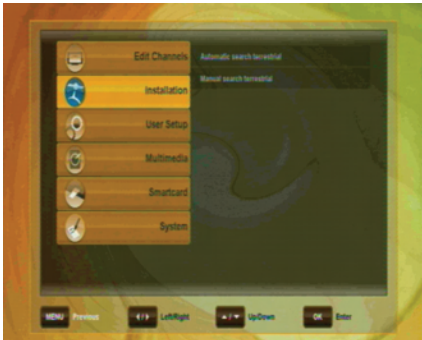 Edit Channels
Installation
User Setup
Multimedia
Smartcard
System
Automatic search terrestrial
Manual search terrestrial
MENU Previous ◄/► Left/Right ▲/▼ Up/Down OK Enter